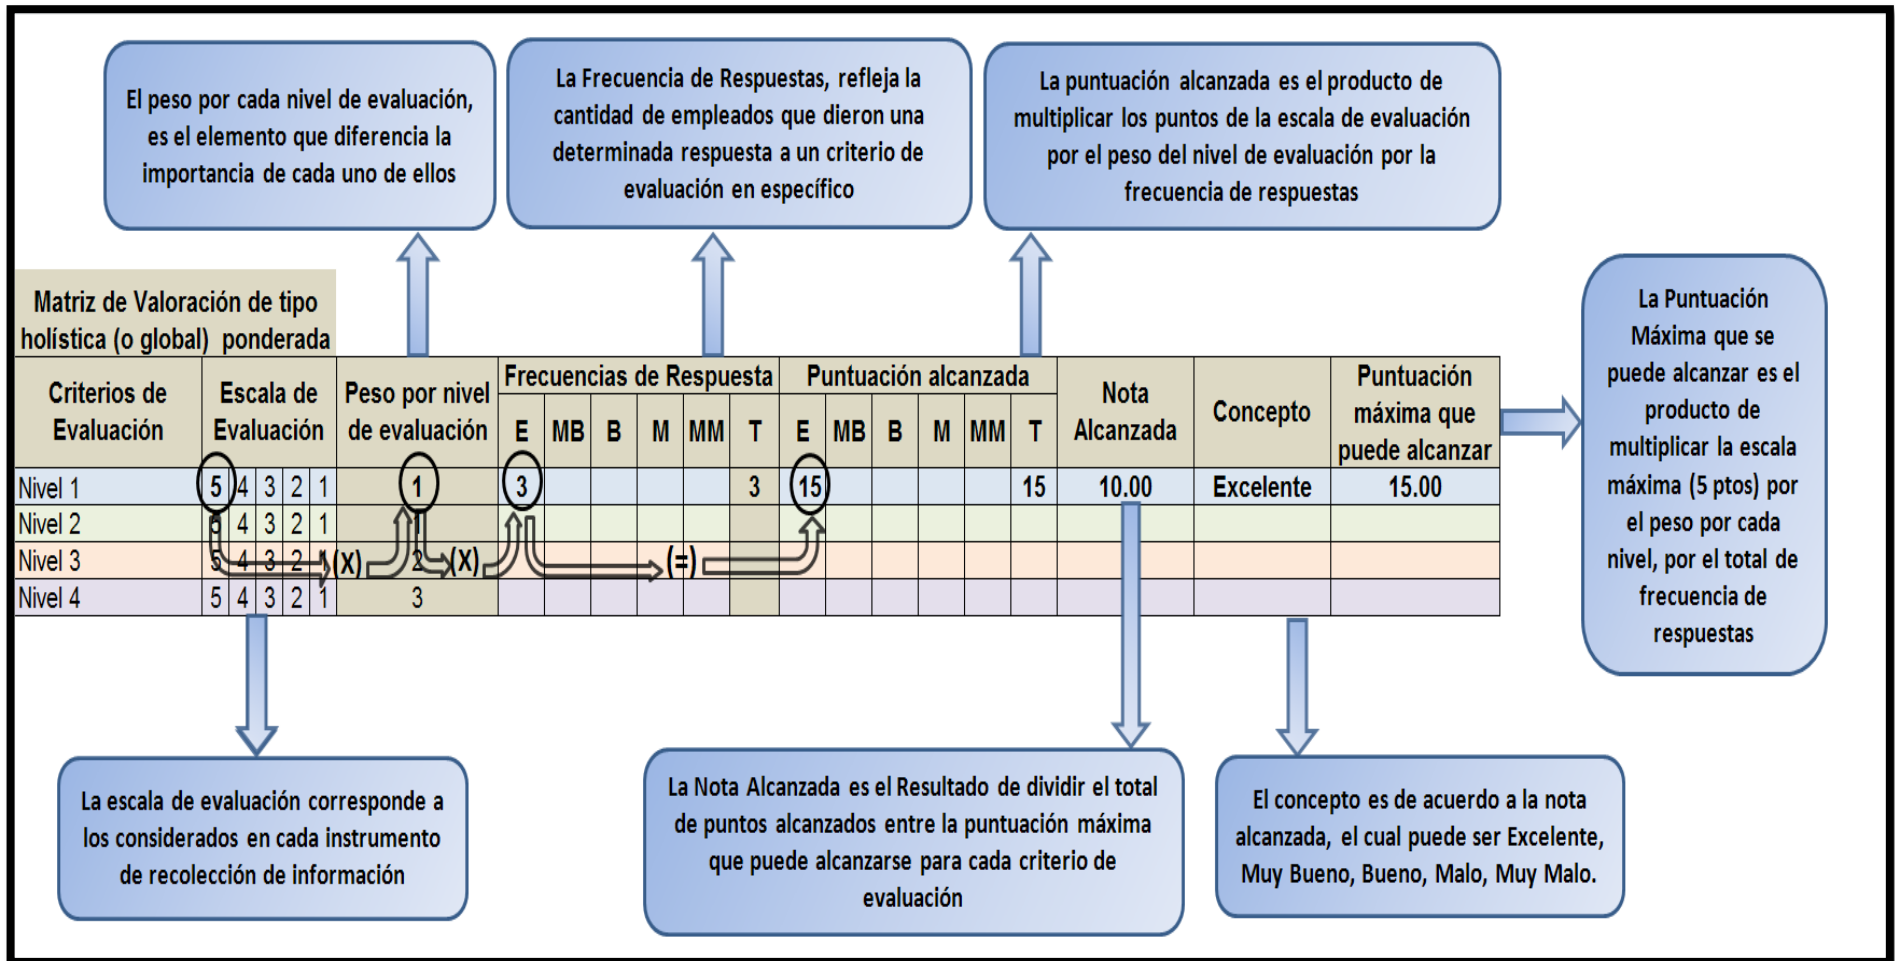 El peso por cada nivel de evaluación,
es el elemento que diferencia la
importancia de cada uno de ellos
La Frecuencia de Respuestas, refleja la
cantidad de empleados que dieron una
determinada respuesta a un criterio de
evaluación en específico
La puntuación alcanzada es el producto de
multiplicar los puntos de la escala de evaluación
por el peso del nivel de evaluación por la
frecuencia de respuestas
La Puntuación
Máxima que se
puede alcanzar es el
producto de
multiplicar la escala
máxima (5 ptos) por
el peso por cada
nivel, por el total de
frecuencia de
respuestas
Matriz de Valoración de tipo
holística (o global) ponderada
Criterios de
Evaluación
Escala de
Evaluación
Peso por nivel
de evaluación
Frecuencias de Respuesta
E MB B M MM T
Puntuación alcanzada
E MB B M MM T
Nota
Alcanzada
Concepto
Puntuación
máxima que
puede alcanzar
Nivel 1 5 4 3 2 1 1 3 3 15 15 10.00 Excelente 15.00
Nivel 2 5 4 3 2 1 1
Nivel 3 5 4 3 2 1 2
(X) (X) (=)
Nivel 4 5 4 3 2 1 3
La escala de evaluación corresponde a
los considerados en cada instrumento
de recolección de información
La Nota Alcanzada es el Resultado de dividir el total
de puntos alcanzados entre la puntuación máxima
que puede alcanzarse para cada criterio de
evaluación
El concepto es de acuerdo a la nota
alcanzada, el cual puede ser Excelente,
Muy Bueno, Bueno, Malo, Muy Malo.